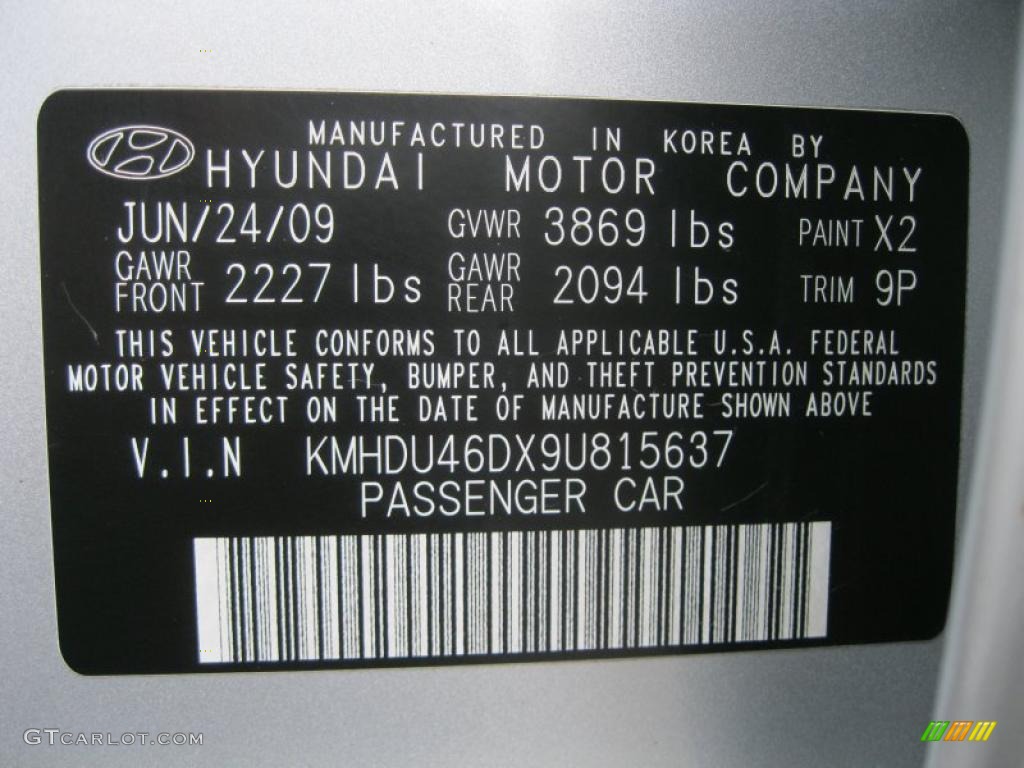 MANUFACTURED IN KOREA BY
HYUNDAI MOTOR COMPANY
JUN/24/09 GVWR 3869 lbs PAINT X2
GAWR FRONT 2227 lbs GAWR REAR 2094 lbs TRIM 9P
THIS VEHICLE CONFORMS TO ALL APPLICABLE U.S.A. FEDERAL
MOTOR VEHICLE SAFETY, BUMPER, AND THEFT PREVENTION STANDARDS
IN EFFECT ON THE DATE OF MANUFACTURE SHOWN ABOVE
V.I.N KMHDU46DX9U815637
PASSENGER CAR
GTCARLOT.COM